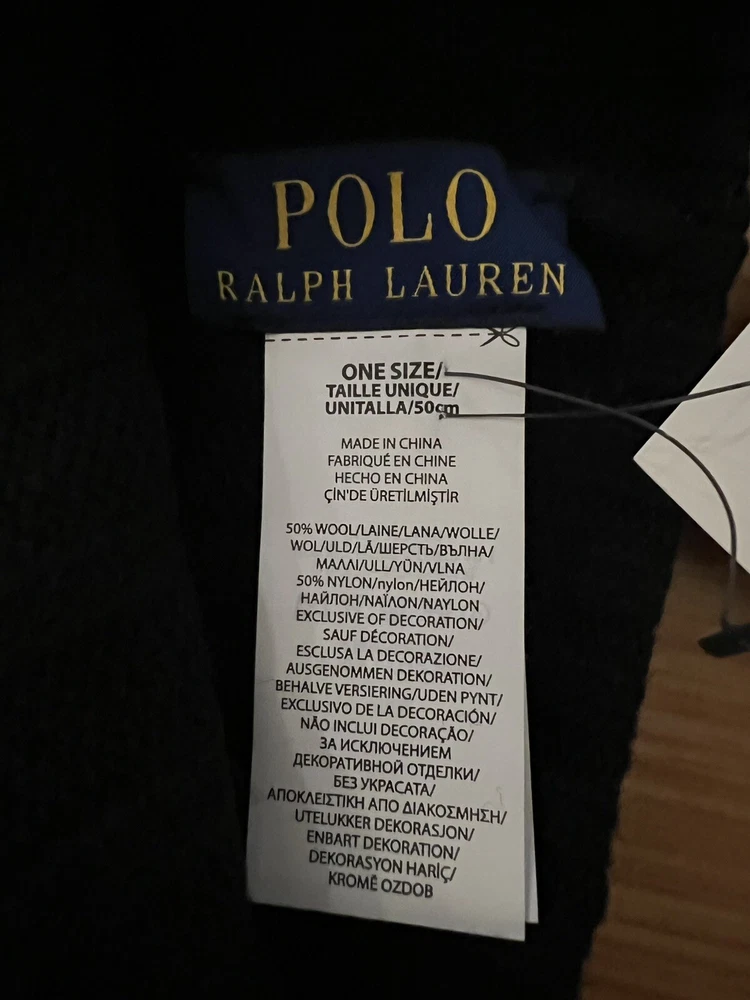 POLO
RALPH LAUREN
ONE SIZE/
TAILLE UNIQUE/
UNITALLA/50cm
MADE IN CHINA
FABRIQUÉ EN CHINE
HECHO EN CHINA
ÇİN'DE ÜRETİLMİŞTİR
50% WOOL/LAINE/LANA/WOLLE/
WOL/ULD/LÃ/ШЕРСТЬ/ВЪЛНА/
ΜΑΛΛΙ/ULL/YÜN/VLNA
50% NYLON/nylon/НЕЙЛОН/
НАЙЛОН/ΝΑΪΛΟΝ/NAYLON
EXCLUSIVE OF DECORATION/
SAUF DÉCORATION/
ESCLUSA LA DECORAZIONE/
AUSGENOMMEN DEKORATION/
BEHALVE VERSIERING/UDEN PYNT/
EXCLUSIVO DE LA DECORACIÓN/
NÃO INCLUI DECORAÇÃO/
ЗА ИСКЛЮЧЕНИЕМ
ДЕКОРАТИВНОЙ ОТДЕЛКИ/
БЕЗ УКРАСАТА/
ΑΠΟΚΛΕΙΣΤΙΚΗ ΑΠΟ ΔΙΑΚΟΣΜΗΣΗ/
UTELUKKER DEKORASJON/
ENBART DEKORATION/
DEKORASYON HARİÇ/
KROMĚ OZDOB